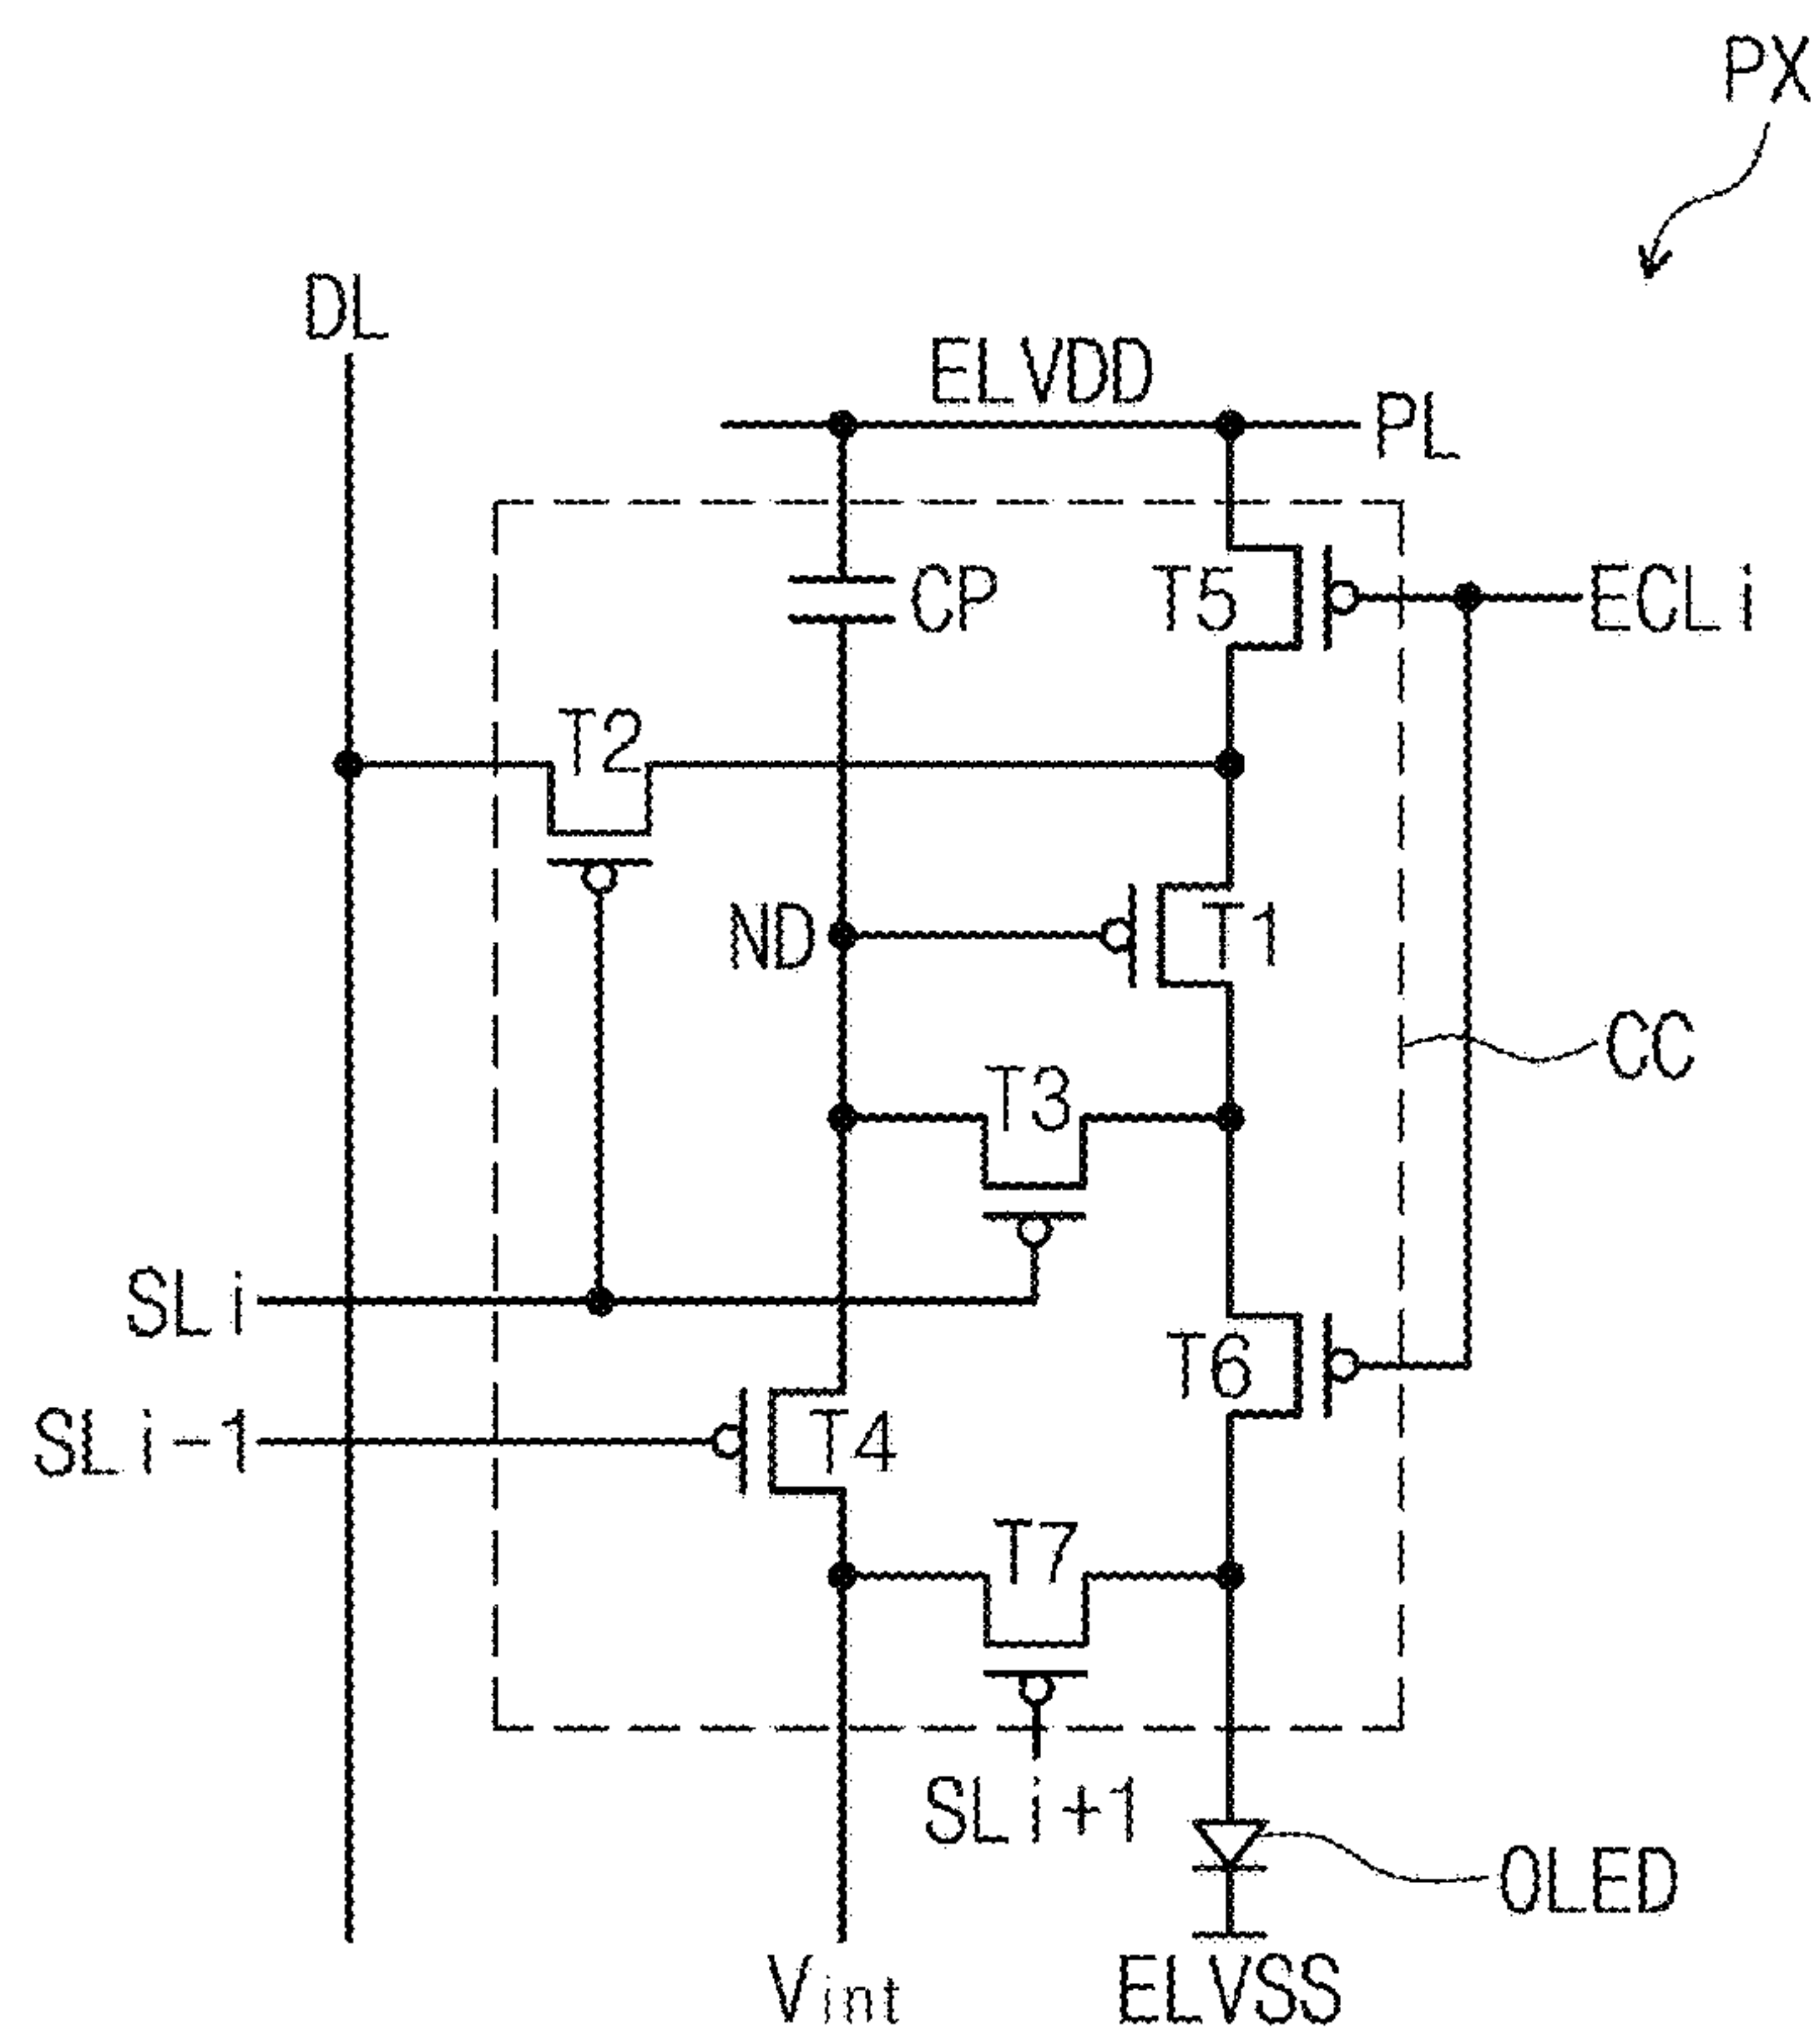 PX
DL
ELVDD
PL
CP
T5
ECLi
T2
ND
T1
CC
T3
SLi
T6
SLi-1
T4
T7
SLi+1
OLED
Vint
ELVSS